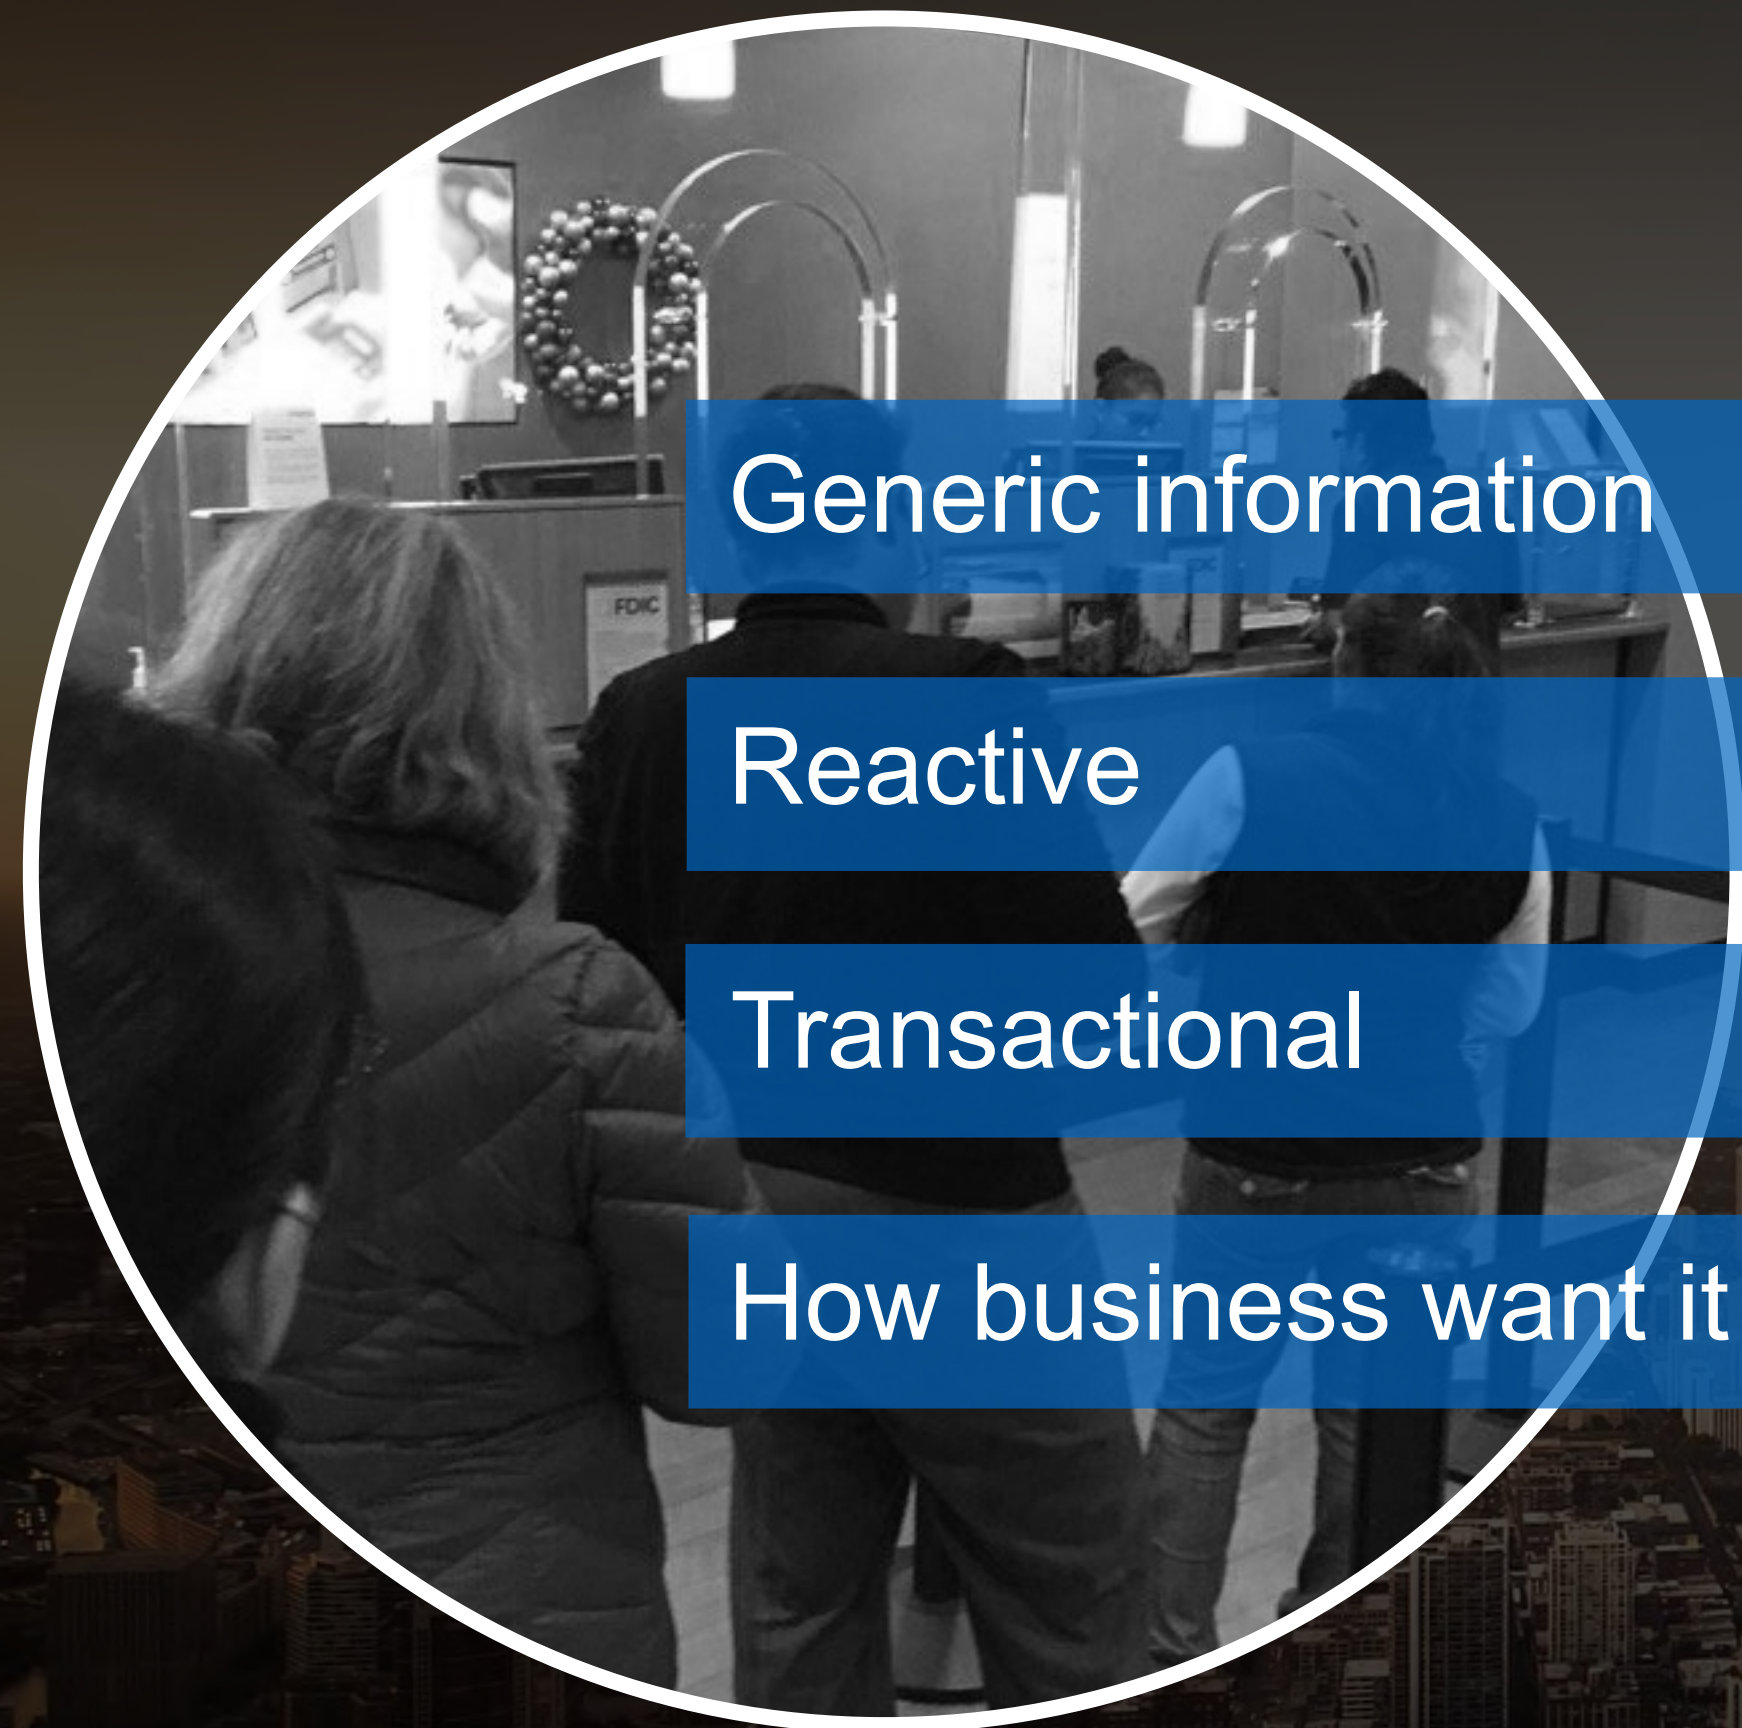 FDIC
Generic information
Reactive
Transactional
How business want it